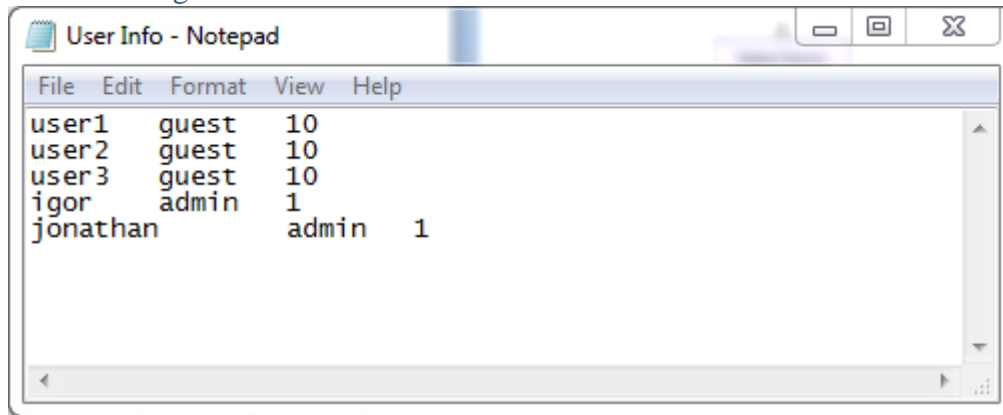 User Info - Notepad
File Edit Format View Help
user1 guest 10
user2 guest 10
user3 guest 10
igor admin 1
jonathan admin 1